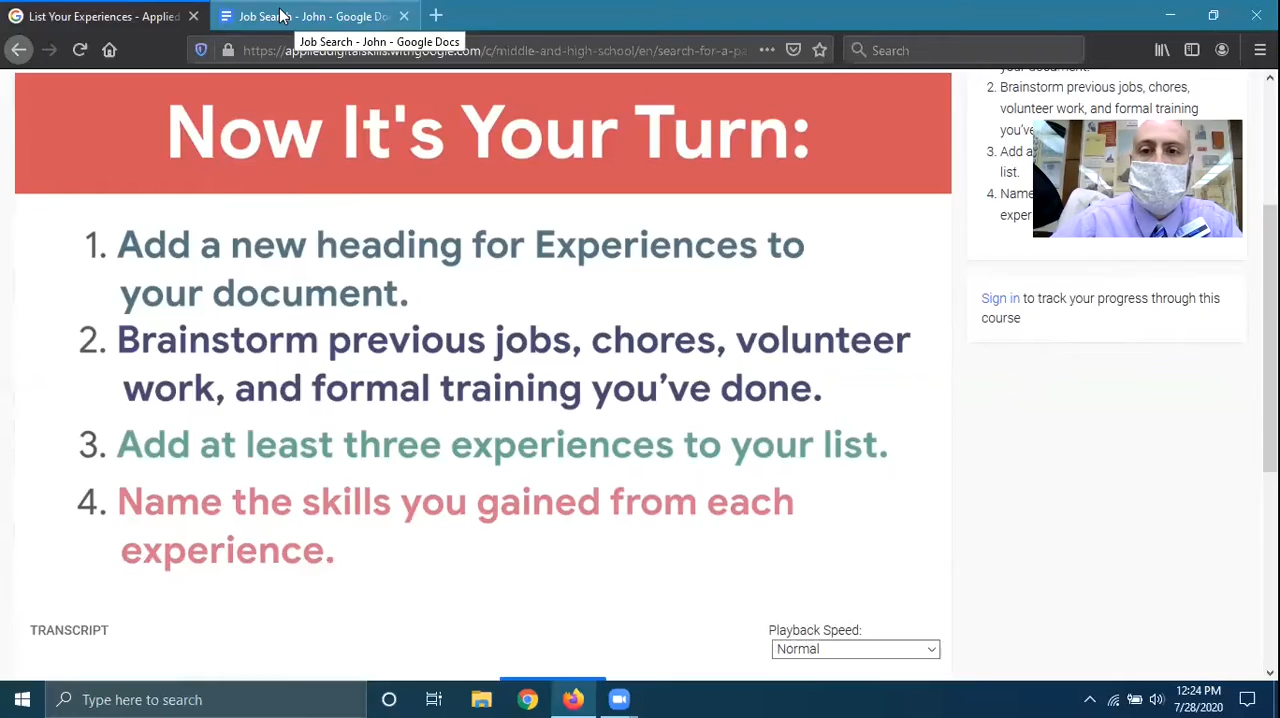 List Your Experiences - Applied
Job Search - John - Google Do
Job Search - John - Google Docs
https://applieddigitalskills.withgoogle.com/c/middle-and-high-school/en/search-for-a-pa
Search
Now It's Your Turn:
1. Add a new heading for Experiences to
your document.
2. Brainstorm previous jobs, chores, volunteer
work, and formal training you’ve done.
3. Add at least three experiences to your list.
4. Name the skills you gained from each
experience.
TRANSCRIPT
Playback Speed:
Normal
your document.
2. Brainstorm previous jobs, chores,
volunteer work, and formal training
you've
3. Add a
list.
4. Name
exper
Sign in to track your progress through this
course
Type here to search
12:24 PM
7/28/2020